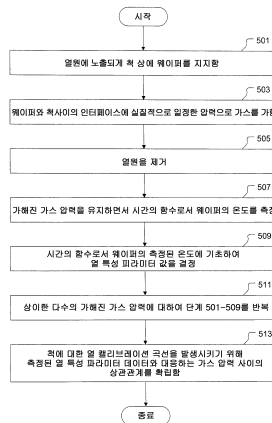 시작
501
열원에 노출되게 척 상에 웨이퍼를 지지함
503
웨이퍼와 척사이의 인터페이스에 실질적으로 일정한 압력으로 가스를 가함
505
열원을 제거
507
가해진 가스 압력을 유지하면서 시간의 함수로서 웨이퍼의 온도를 측정
509
시간의 함수로서 웨이퍼의 측정된 온도에 기초하여
열 특성 파라미터 값을 결정
511
상이한 다수의 가해진 가스 압력에 대하여 단계 501-509를 반복
513
척에 대한 열 캘리브레이션 곡선을 발생시키기 위해
측정된 열 특성 파라미터 데이터와 대응하는 가스 압력 사이의
상관관계를 확립함
종료